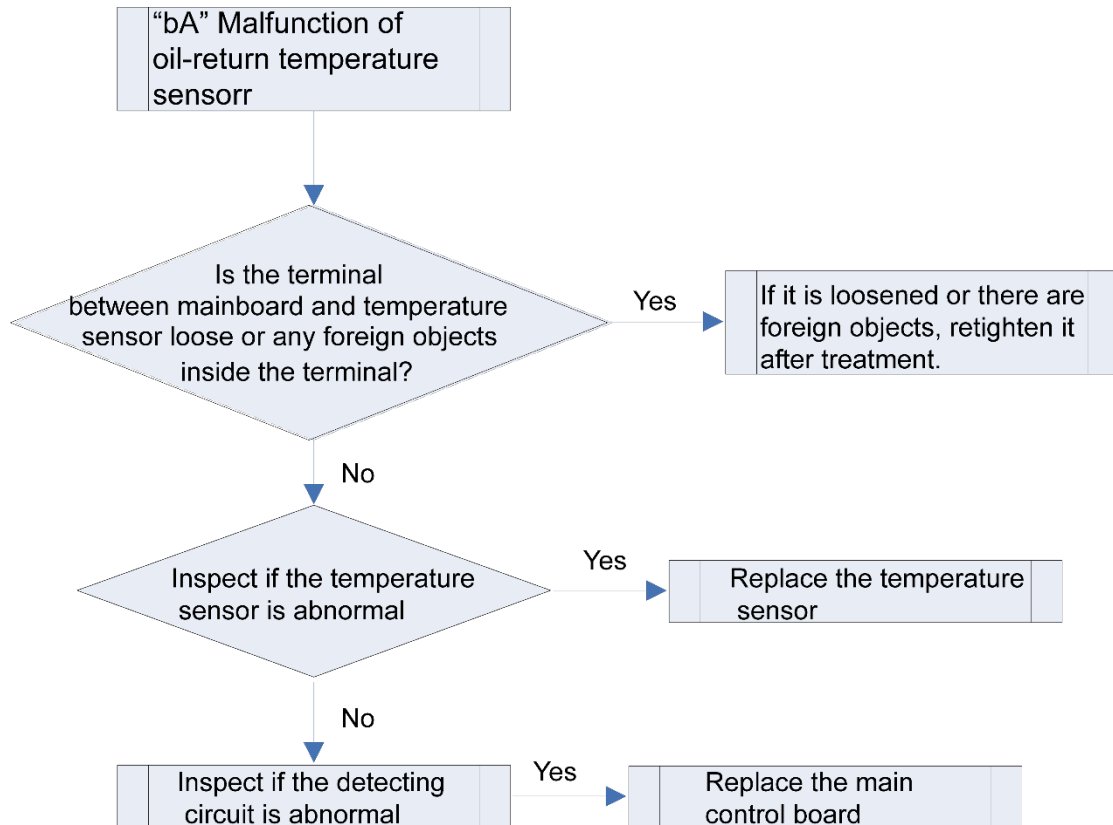 “bA” Malfunction of
oil-return temperature
sensorr
Is the terminal
between mainboard and temperature
sensor loose or any foreign objects
inside the terminal?
Yes
If it is loosened or there are
foreign objects, retighten it
after treatment.
No
Inspect if the temperature
sensor is abnormal
Yes
Replace the temperature
sensor
No
Inspect if the detecting
circuit is abnormal
Yes
Replace the main
control board